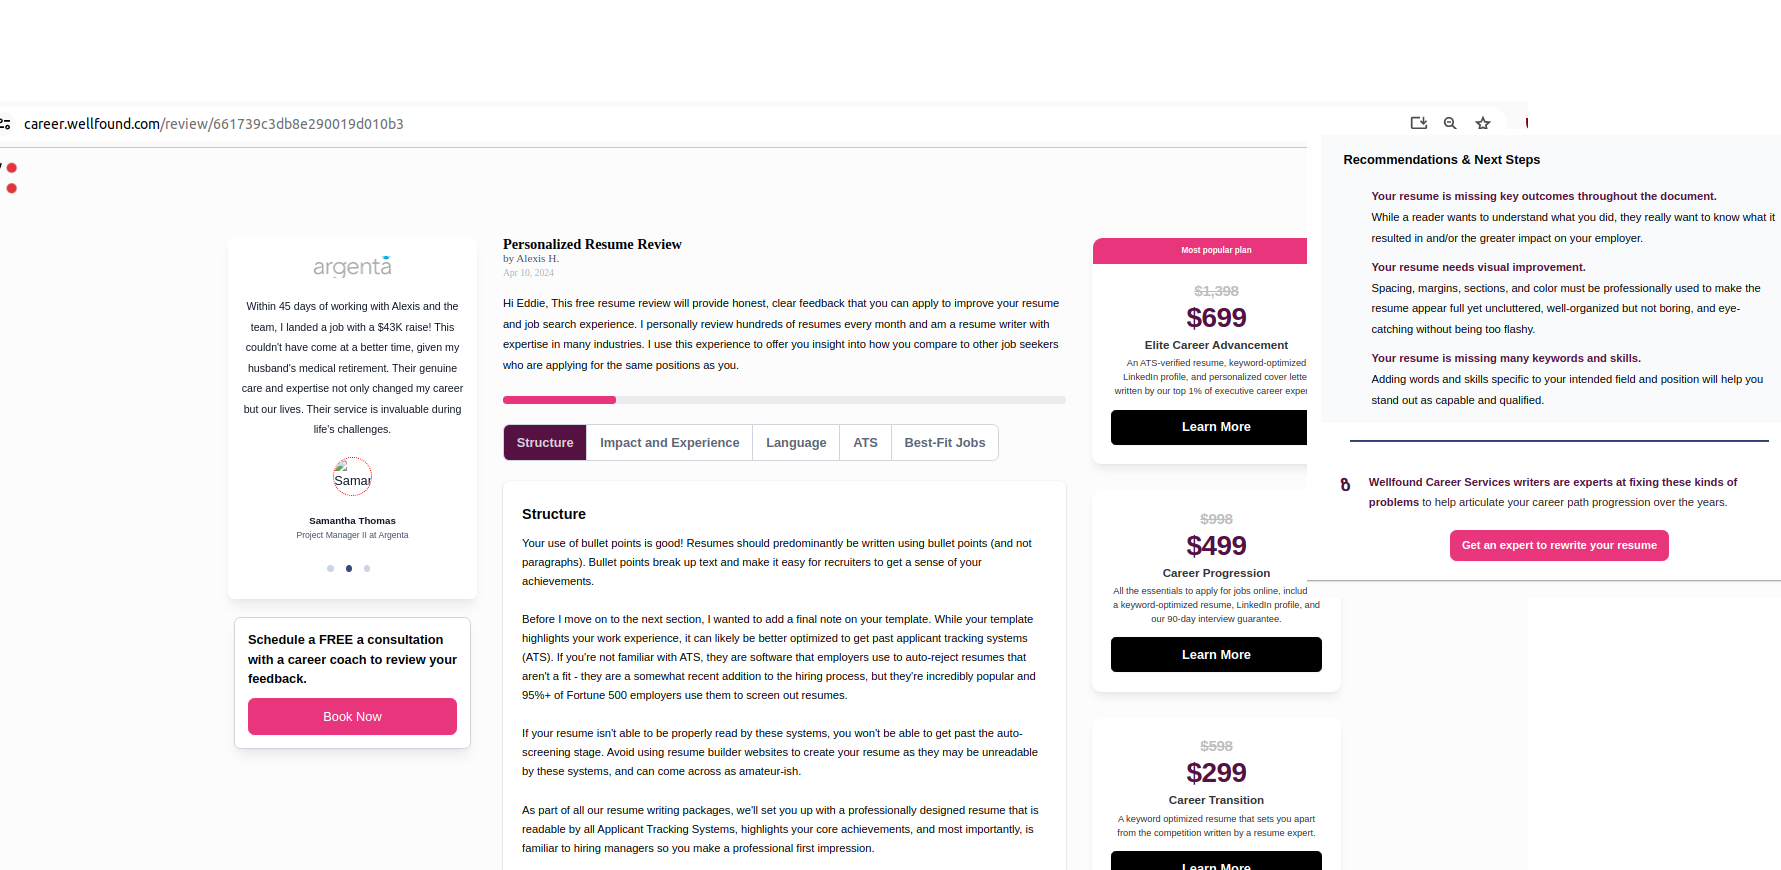 career.wellfound.com/review/661739c3db8e290019d010b3
argenta
Within 45 days of working with Alexis and the
team, I landed a job with a $43K raise! This
couldn't have come at a better time, given my
husband's medical retirement. Their genuine
care and expertise not only changed my career
but our lives. Their service is invaluable during
life's challenges.
Samar
Samantha Thomas
Project Manager II at Argenta
Schedule a FREE a consultation
with a career coach to review your
feedback.
Book Now
Personalized Resume Review
by Alexis H.
Apr 10, 2024
Hi Eddie, This free resume review will provide honest, clear feedback that you can apply to improve your resume
and job search experience. I personally review hundreds of resumes every month and am a resume writer with
expertise in many industries. I use this experience to offer you insight into how you compare to other job seekers
who are applying for the same positions as you.
Structure
Impact and Experience
Language
ATS
Best-Fit Jobs
Structure
Your use of bullet points is good! Resumes should predominantly be written using bullet points (and not
paragraphs). Bullet points break up text and make it easy for recruiters to get a sense of your
achievements.
Before I move on to the next section, I wanted to add a final note on your template. While your template
highlights your work experience, it can likely be better optimized to get past applicant tracking systems
(ATS). If you're not familiar with ATS, they are software that employers use to auto-reject resumes that
aren't a fit - they are a somewhat recent addition to the hiring process, but they're incredibly popular and
95%+ of Fortune 500 employers use them to screen out resumes.
If your resume isn't able to be properly read by these systems, you won't be able to get past the auto-
screening stage. Avoid using resume builder websites to create your resume as they may be unreadable
by these systems, and can come across as amateur-ish.
As part of all our resume writing packages, we'll set you up with a professionally designed resume that is
readable by all Applicant Tracking Systems, highlights your core achievements, and most importantly, is
familiar to hiring managers so you make a professional first impression.
Most popular plan
$1,398
$699
Elite Career Advancement
An ATS-verified resume, keyword-optimized
LinkedIn profile, and personalized cover lette
written by our top 1% of executive career exper
Learn More
$998
$499
Career Progression
All the essentials to apply for jobs online, includ
a keyword-optimized resume, LinkedIn profile, and
our 90-day interview guarantee.
Learn More
$598
$299
Career Transition
A keyword optimized resume that sets you apart
from the competition written by a resume expert.
Learn More
Recommendations & Next Steps
Your resume is missing key outcomes throughout the document.
While a reader wants to understand what you did, they really want to know what it
resulted in and/or the greater impact on your employer.
Your resume needs visual improvement.
Spacing, margins, sections, and color must be professionally used to make the
resume appear full yet uncluttered, well-organized but not boring, and eye-
catching without being too flashy.
Your resume is missing many keywords and skills.
Adding words and skills specific to your intended field and position will help you
stand out as capable and qualified.
Wellfound Career Services writers are experts at fixing these kinds of
problems to help articulate your career path progression over the years.
Get an expert to rewrite your resume